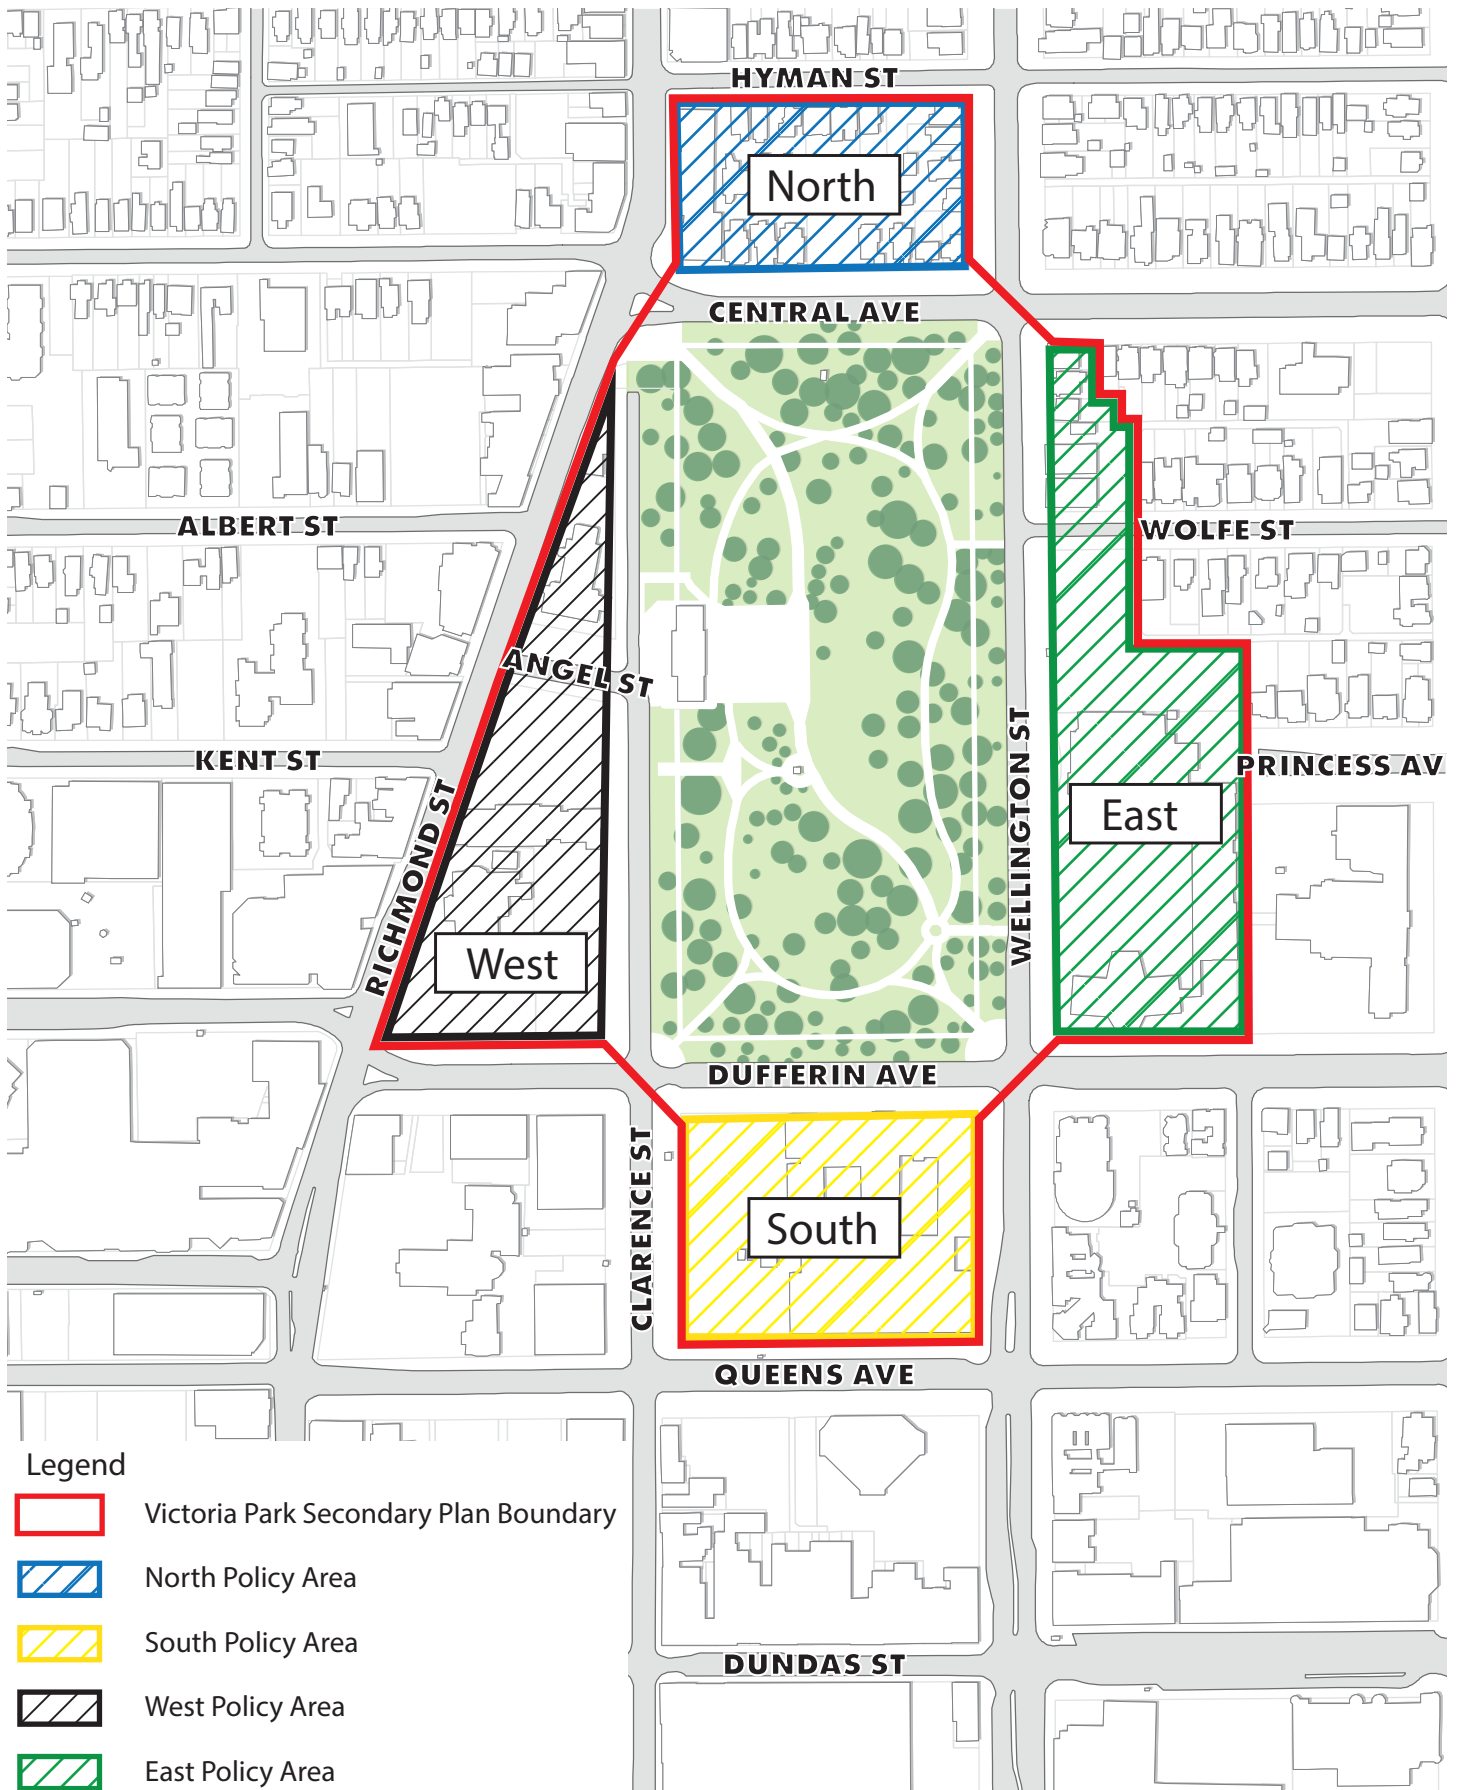 HYMAN ST
North
CENTRAL AVE
ALBERT ST
WOLFE ST
ANGEL ST
KENT ST
PRINCESS AV
RICHMOND ST
WELLINGTON ST
East
West
DUFFERIN AVE
CLARENCE ST
South
QUEENS AVE
DUNDAS ST
Legend
Victoria Park Secondary Plan Boundary
North Policy Area
South Policy Area
West Policy Area
East Policy Area